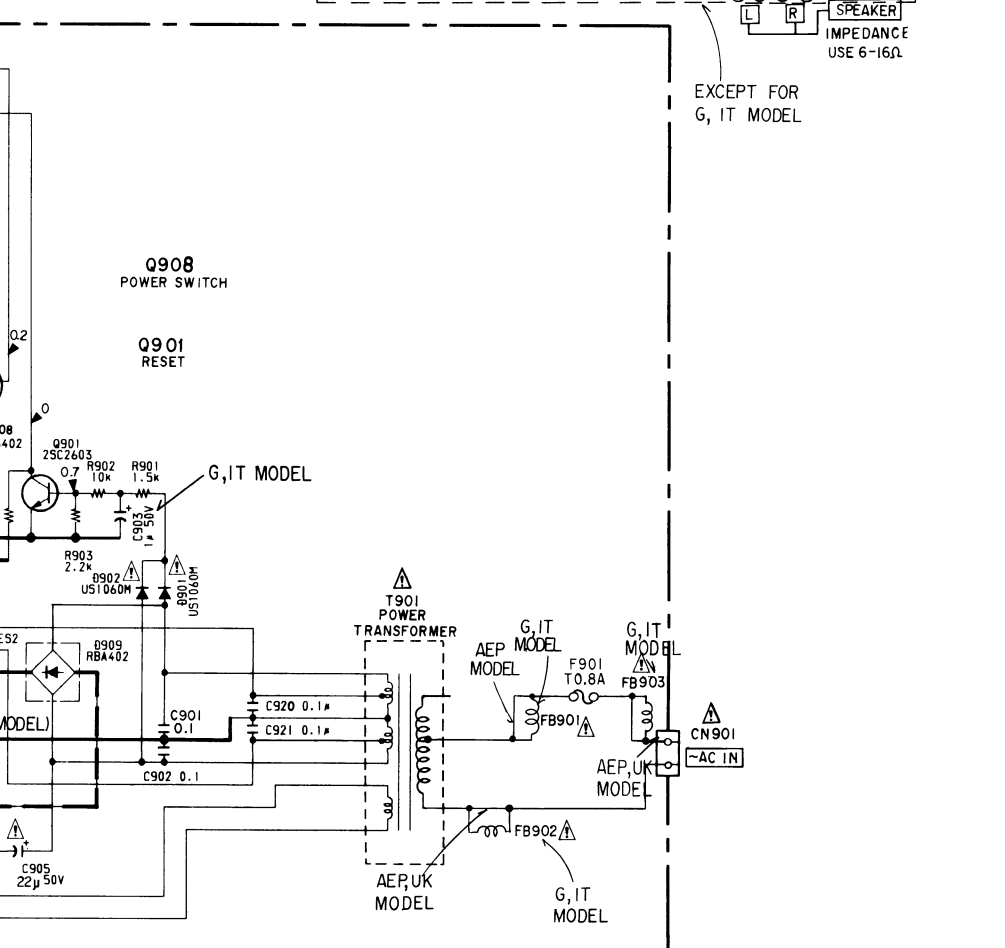 L
R
SPEAKER
IMPEDANCE
USE 6-16Ω
EXCEPT FOR
G, IT MODEL
Q908
POWER SWITCH
Q901
RESET
0.2
0
08
402
Q901
2SC2603
0.7
R902
10k
R901
1.5k
G,IT MODEL
C903
1µ 50V
+
R903
2.2k
D902
US1060M
D901
US1060M
ES2
D909
RBA402
MODEL)
C901
0.1
C902 0.1
C920 0.1µ
C921 0.1µ
T901
POWER
TRANSFORMER
AEP
MODEL
G,IT
MODEL
F901
T0.8A
G,IT
MODEL
FB903
FB901
CN901
~AC IN
AEP,UK
MODEL
FB902
AEP,UK
MODEL
G,IT
MODEL
+
C905
22µ 50V